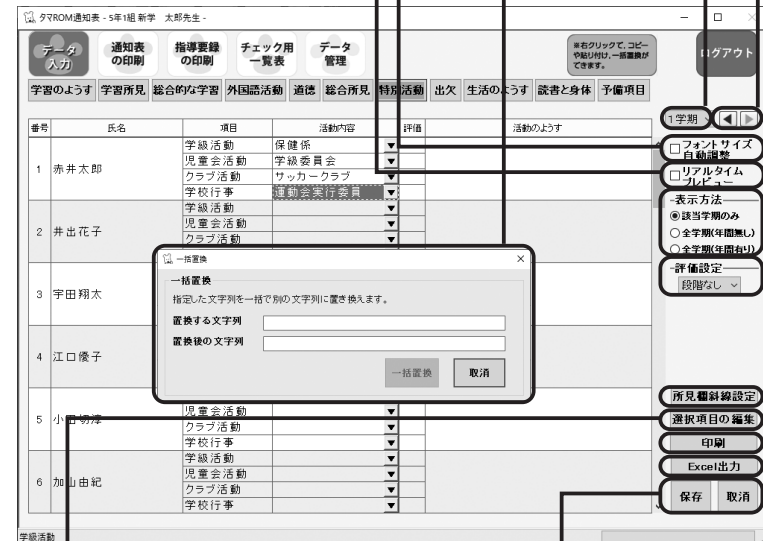 タマROM通知表 - 5年1組 新学 太郎先生 -
データ
入力
通知表
の印刷
指導要録
の印刷
チェック用
一覧表
データ
管理
※右クリックで、コピー
や貼り付け、一括置換が
できます。
ログアウト
学習のようす 学習所見 総合的な学習 外国語活動 道徳 総合所見 特別活動 出欠 生活のようす 読書と身体 予備項目
番号 氏名 項目 活動内容 評価 活動のようす
1 赤井太郎
学級活動 保健係
児童会活動 学級委員会
クラブ活動 サッカークラブ
学校行事 運動会実行委員
2 井出花子
学級活動
児童会活動
クラブ活動
3 宇田翔太
4 江口優子
5
児童会活動
クラブ活動
学校行事
6 加山由紀
学級活動
児童会活動
クラブ活動
学校行事
一括置換
一括置換
指定した文字列を一括で別の文字列に置き換えます。
置換する文字列
置換後の文字列
一括置換 取消
1学期
フォントサイズ
自動調整
リアルタイム
プレビュー
表示方法
該当学期のみ
全学期(年間無し)
全学期(年間有り)
評価設定
段階なし
所見欄斜線設定
選択項目の編集
印刷
Excel出力
保存 取消
学級活動